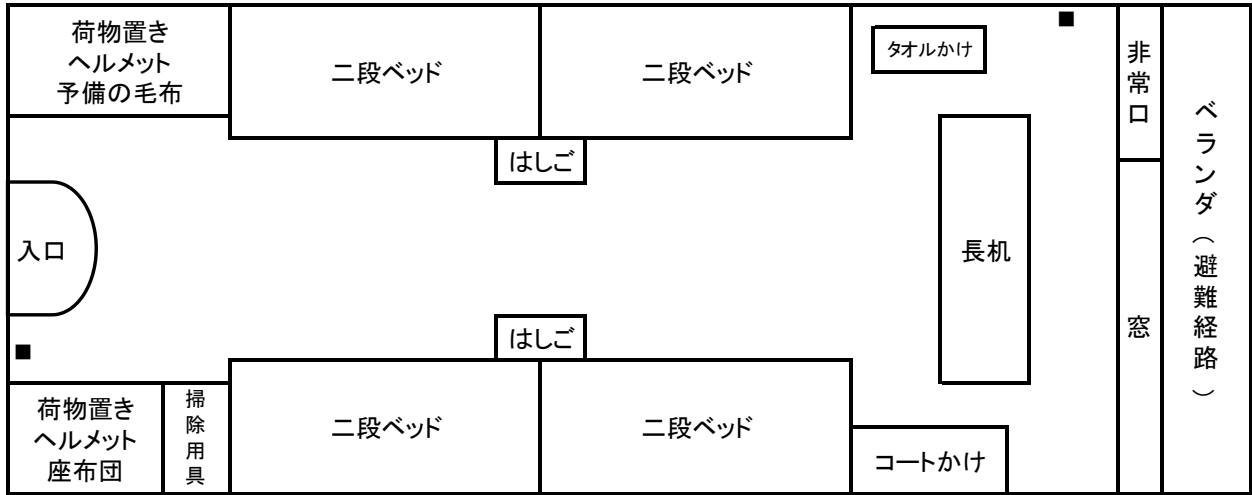 荷物置き
ヘルメット
予備の毛布
二段ベッド
二段ベッド
タオルかけ
■
非常口
ベランダ（避難経路）
はしご
入口
長机
はしご
窓
■
荷物置き
ヘルメット
座布団
掃除用具
二段ベッド
二段ベッド
コートかけ